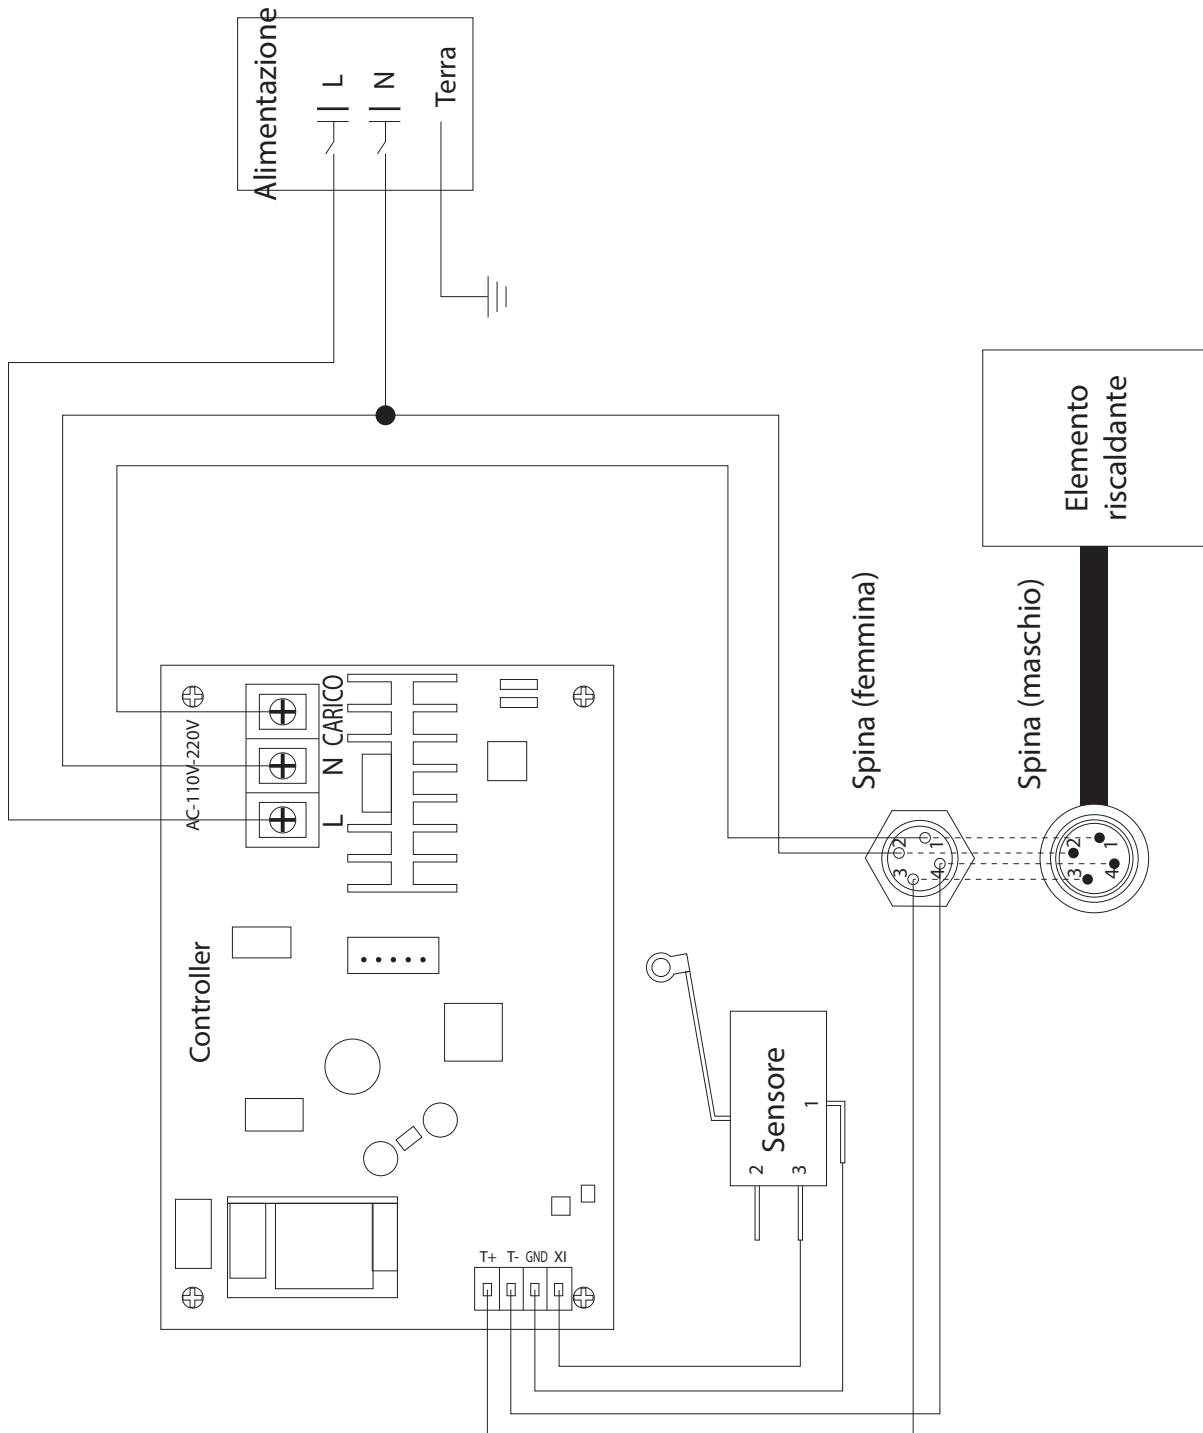 Alimentazione
L
N
Terra
Elemento
riscaldante
Spina (femmina)
Spina (maschio)
AC-110V-220V
CARICO
N
L
1
2
3
4
1
2
3
4
Controller
Sensore
1
2
3
T+
T-
GND
XI